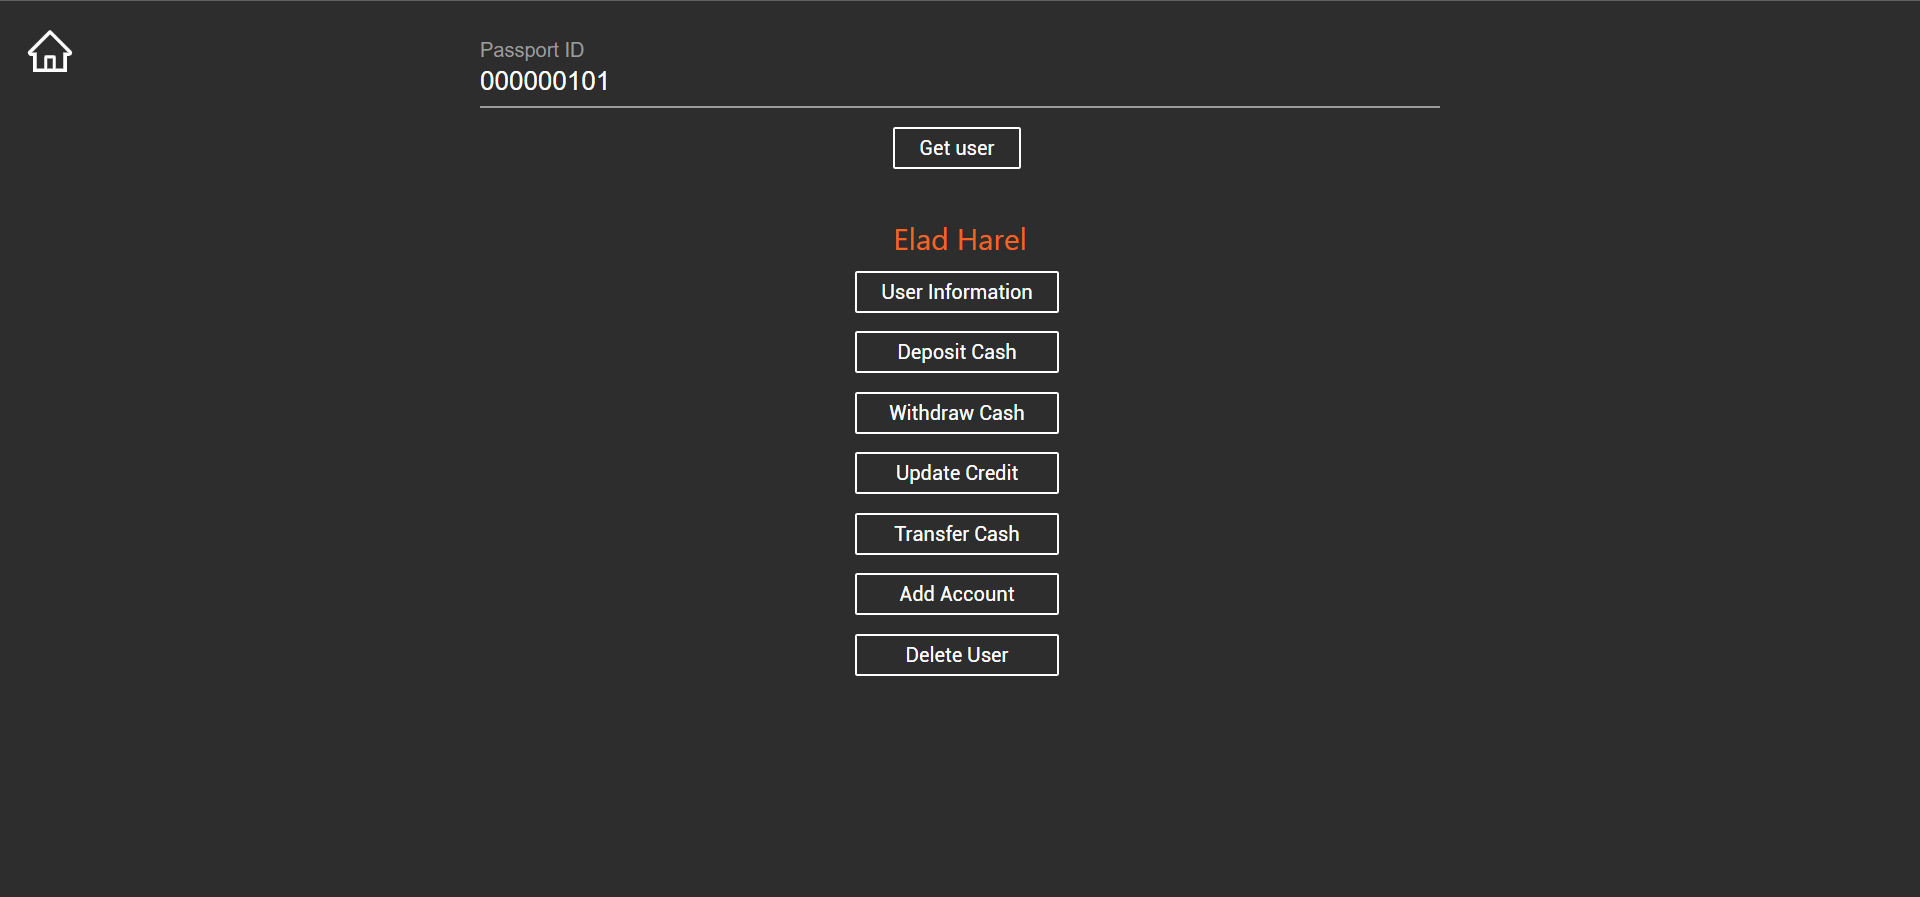 Passport ID
000000101
Get user
Elad Harel
User Information
Deposit Cash
Withdraw Cash
Update Credit
Transfer Cash
Add Account
Delete User